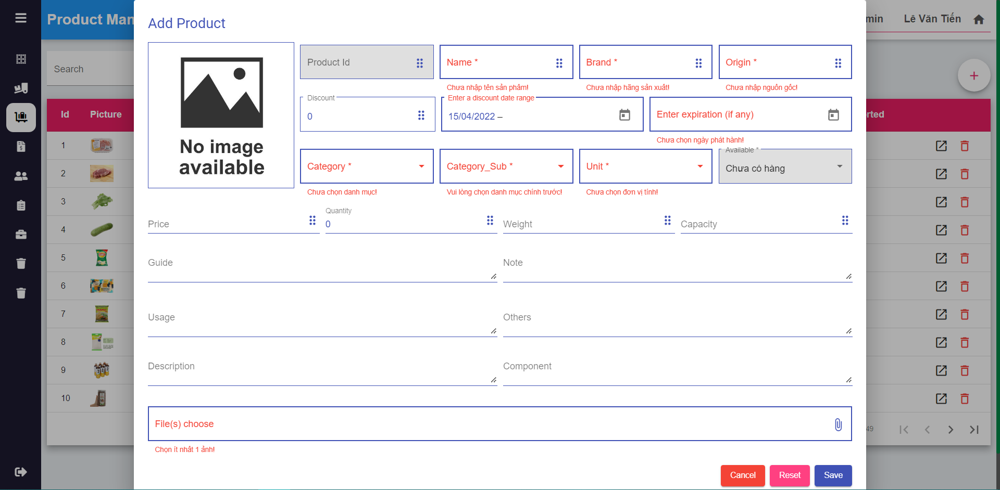 Product Man
min
Lê Văn Tiến
Search
Id
Picture
rted
1
2
3
4
5
6
7
8
9
10
49
Add Product
No image
available
Product Id
Name *
Chưa nhập tên sản phẩm!
Brand *
Chưa nhập hãng sản xuất!
Origin *
Chưa nhập nguồn gốc!
Discount
0
Enter a discount date range
15/04/2022 –
Enter expiration (if any)
Chưa chọn ngày phát hành!
Category *
Chưa chọn danh mục!
Category_Sub *
Vui lòng chọn danh mục chính trước!
Unit *
Chưa chọn đơn vị tính!
Available *
Chưa có hàng
Price
Quantity
0
Weight
Capacity
Guide
Note
Usage
Others
Description
Component
File(s) choose
Chọn ít nhất 1 ảnh!
Cancel
Reset
Save